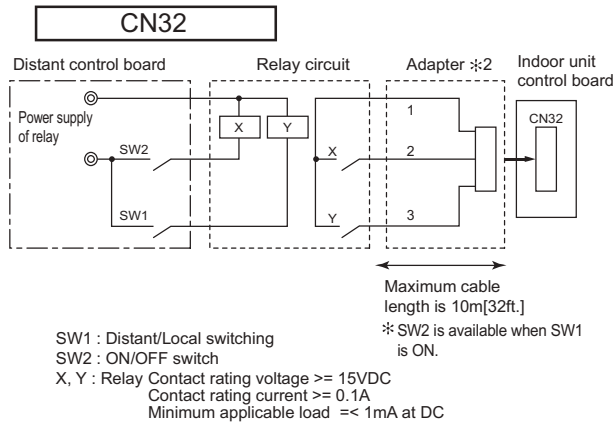 CN32
Distant control board
Relay circuit
Adapter ✻2
Indoor unit
control board
Power supply
of relay
X
Y
1
CN32
SW2
X
2
SW1
Y
3
Maximum cable
length is 10m[32ft.]
✻ SW2 is available when SW1
is ON.
SW1 : Distant/Local switching
SW2 : ON/OFF switch
X, Y : Relay Contact rating voltage >= 15VDC
Contact rating current >= 0.1A
Minimum applicable load =< 1mA at DC